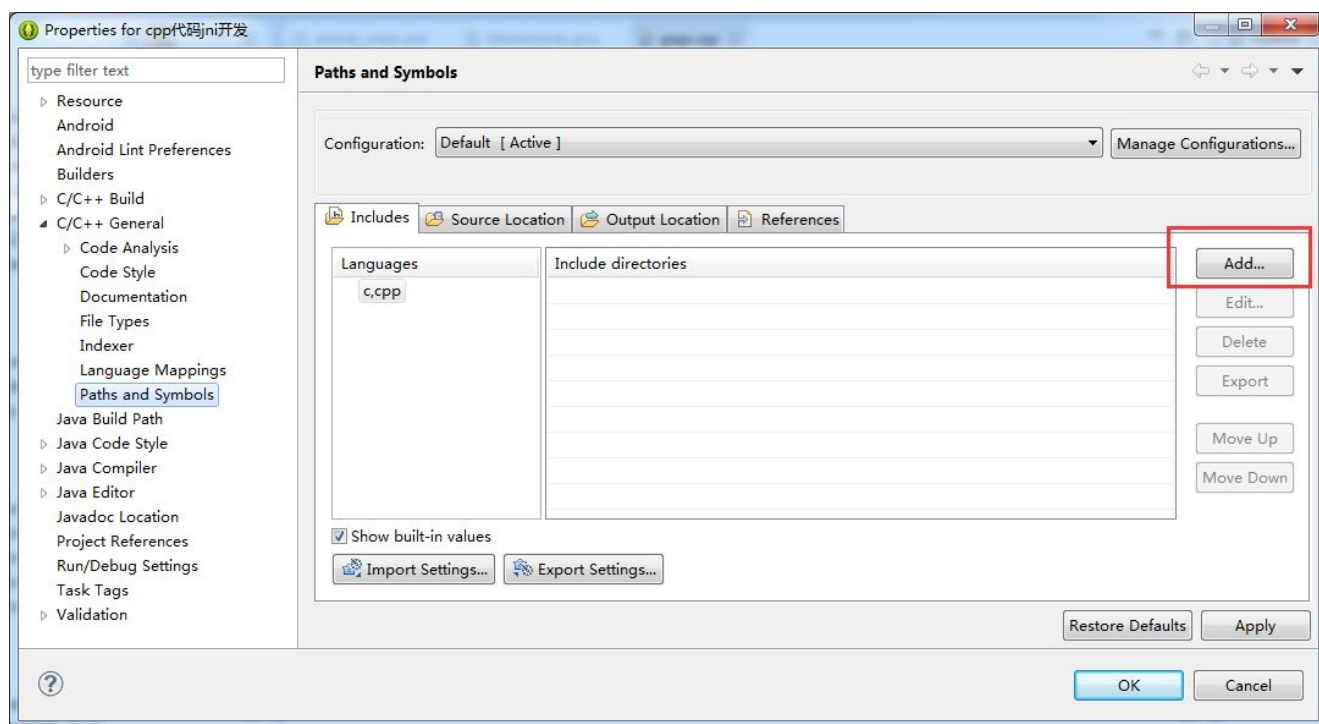 Properties for cpp代码jni开发
type filter text
Resource
Android
Android Lint Preferences
Builders
C/C++ Build
C/C++ General
Code Analysis
Code Style
Documentation
File Types
Indexer
Language Mappings
Paths and Symbols
Java Build Path
Java Code Style
Java Compiler
Java Editor
Javadoc Location
Project References
Run/Debug Settings
Task Tags
Validation
Paths and Symbols
Configuration: Default [ Active ] Manage Configurations...
Includes Source Location Output Location References
Languages Include directories
c,cpp
Add...
Edit...
Delete
Export
Move Up
Move Down
Show built-in values
Import Settings... Export Settings...
Restore Defaults Apply
OK Cancel